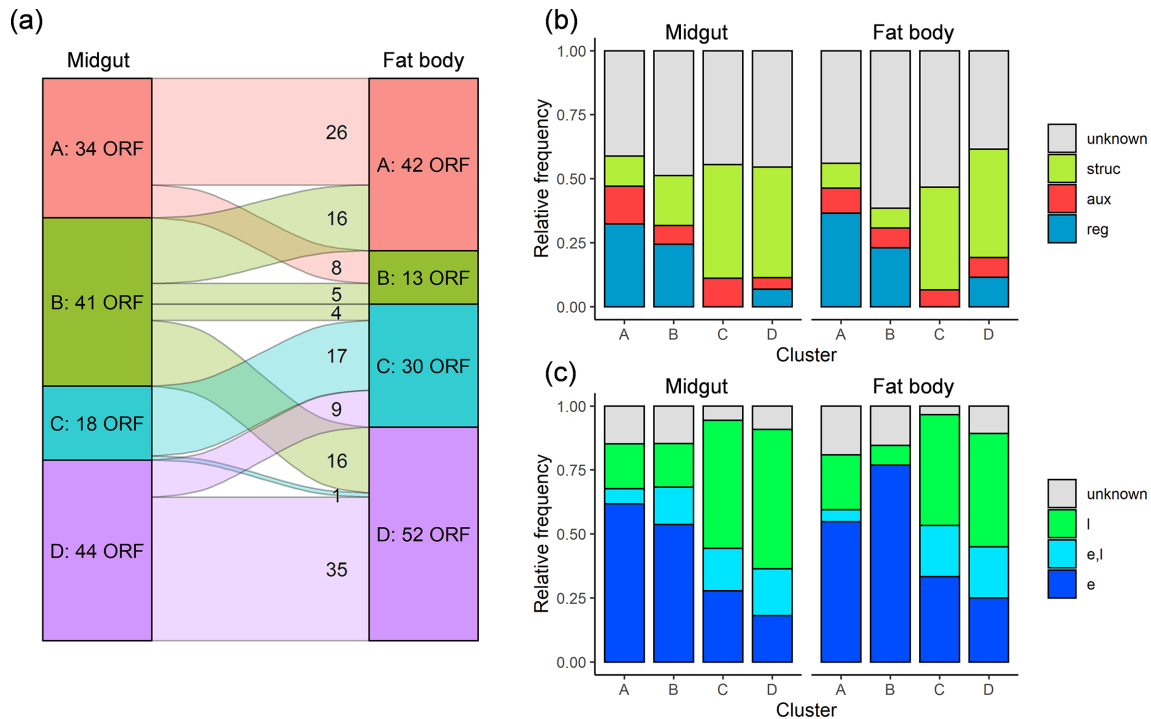 (a)
Midgut Fat body
A: 34 ORF
B: 41 ORF
C: 18 ORF
D: 44 ORF
26
16
8
5
4
17
9
16
1
35
A: 42 ORF
B: 13 ORF
C: 30 ORF
D: 52 ORF
(b)
Midgut Fat body
Relative frequency
1.00
0.75
0.50
0.25
0.00
A B C D A B C D
Cluster
unknown
struc
aux
reg
(c)
Midgut Fat body
Relative frequency
1.00
0.75
0.50
0.25
0.00
A B C D A B C D
Cluster
unknown
l
e,l
e